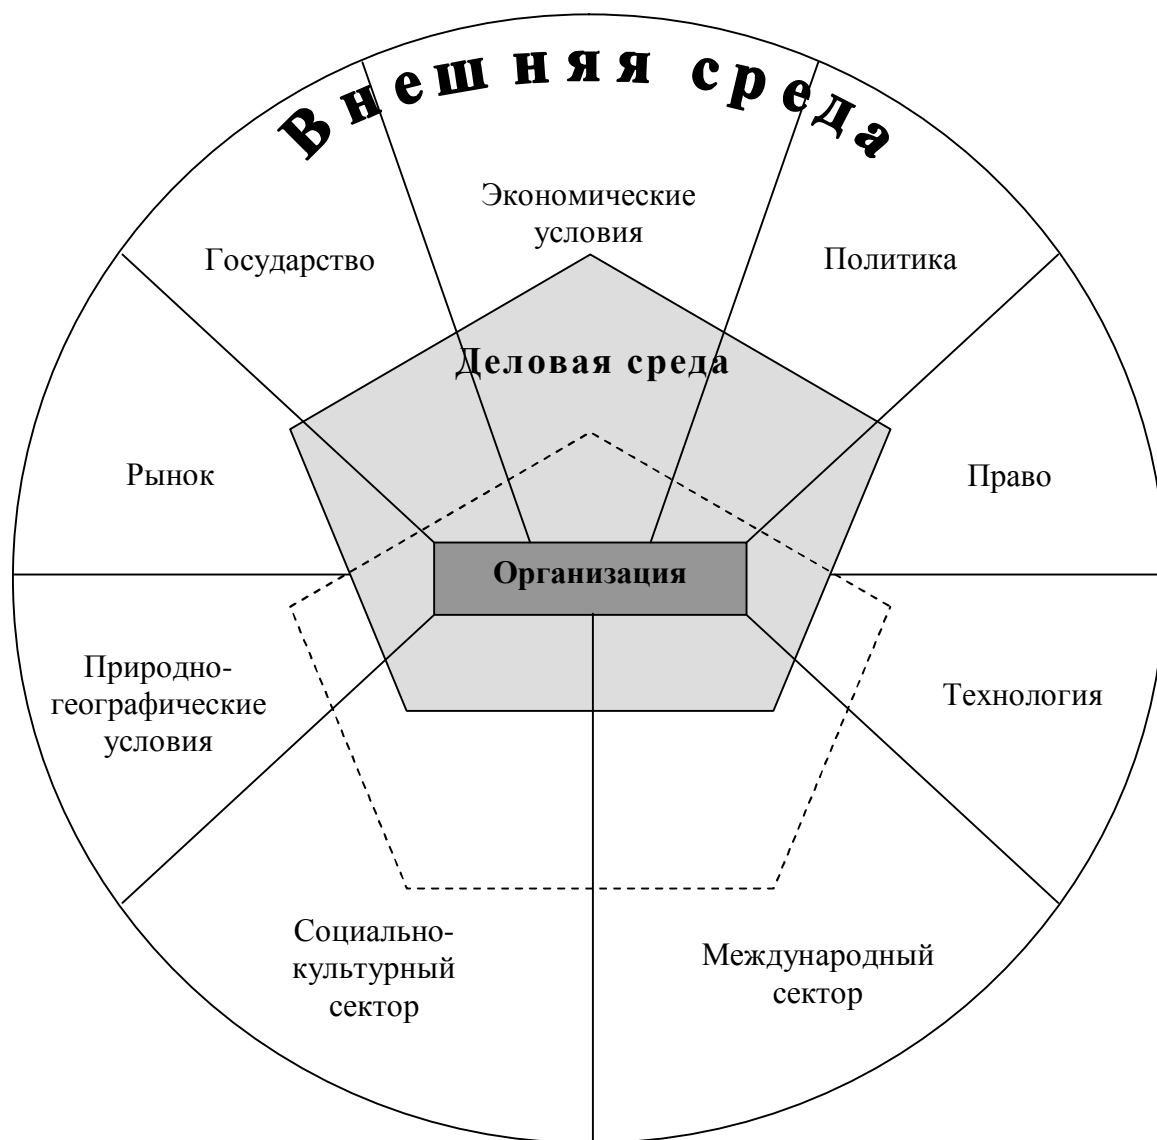 Внешняя среда
Экономические
условия
Государство
Политика
Деловая среда
Рынок
Право
Организация
Природно-
географические
условия
Технология
Социально-
культурный
сектор
Международный
сектор